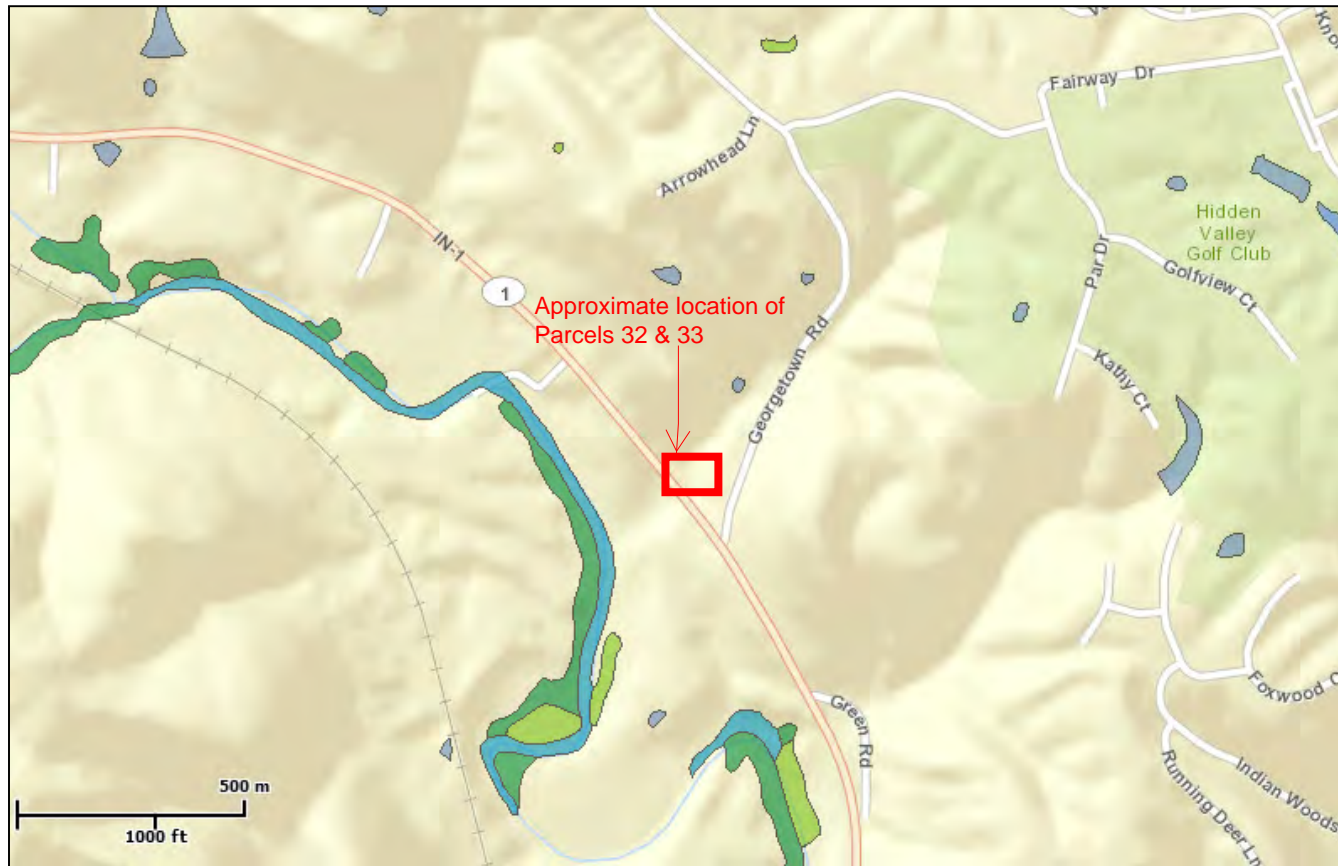 Fairway Dr
Arrowhead Ln
Hidden
Valley
Golf Club
IN-1
Par Dr
Golfview Ct
1
Approximate location of
Parcels 32 & 33
Georgetown Rd
Kathy Ct
Foxwood C
Green Rd
Indian Woods
Running Deer Ln
500 m
1000 ft